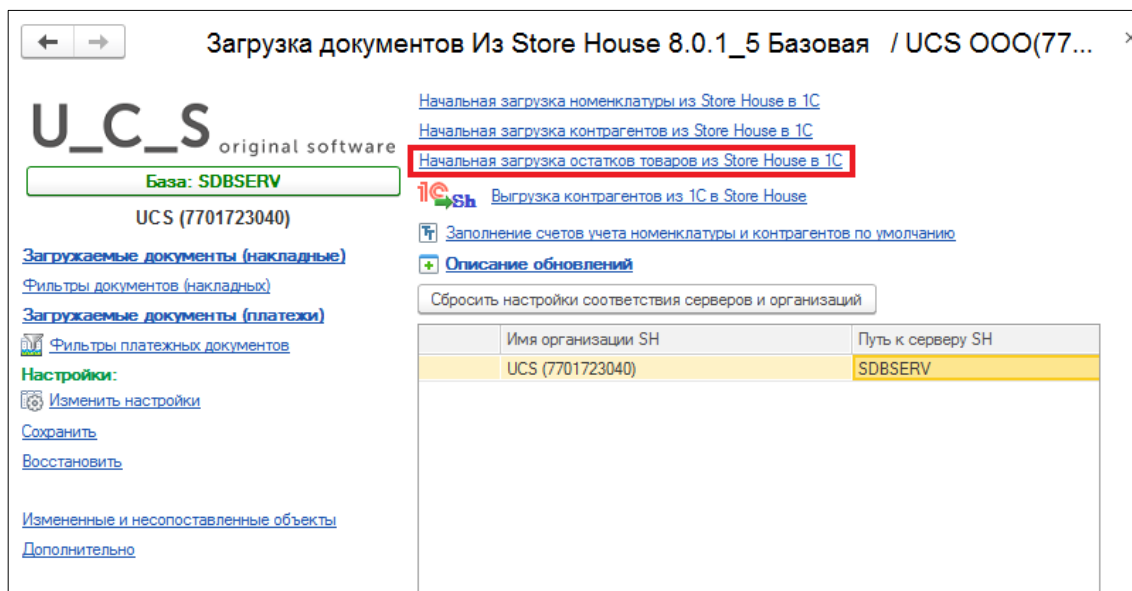 Загрузка документов Из Store House 8.0.1_5 Базовая / UCS ООО(77...
U_C_S original software
База: SDBSERV
UCS (7701723040)
Загружаемые документы (накладные)
Фильтры документов (накладных)
Загружаемые документы (платежи)
Фильтры платежных документов
Настройки:
Изменить настройки
Сохранить
Восстановить
Измененные и несопоставленные объекты
Дополнительно
Начальная загрузка номенклатуры из Store House в 1С
Начальная загрузка контрагентов из Store House в 1С
Начальная загрузка остатков товаров из Store House в 1С
1С Sh Выгрузка контрагентов из 1С в Store House
Тт Заполнение счетов учета номенклатуры и контрагентов по умолчанию
Описание обновлений
Сбросить настройки соответствия серверов и организаций
Имя организации SH Путь к серверу SH
UCS (7701723040) SDBSERV